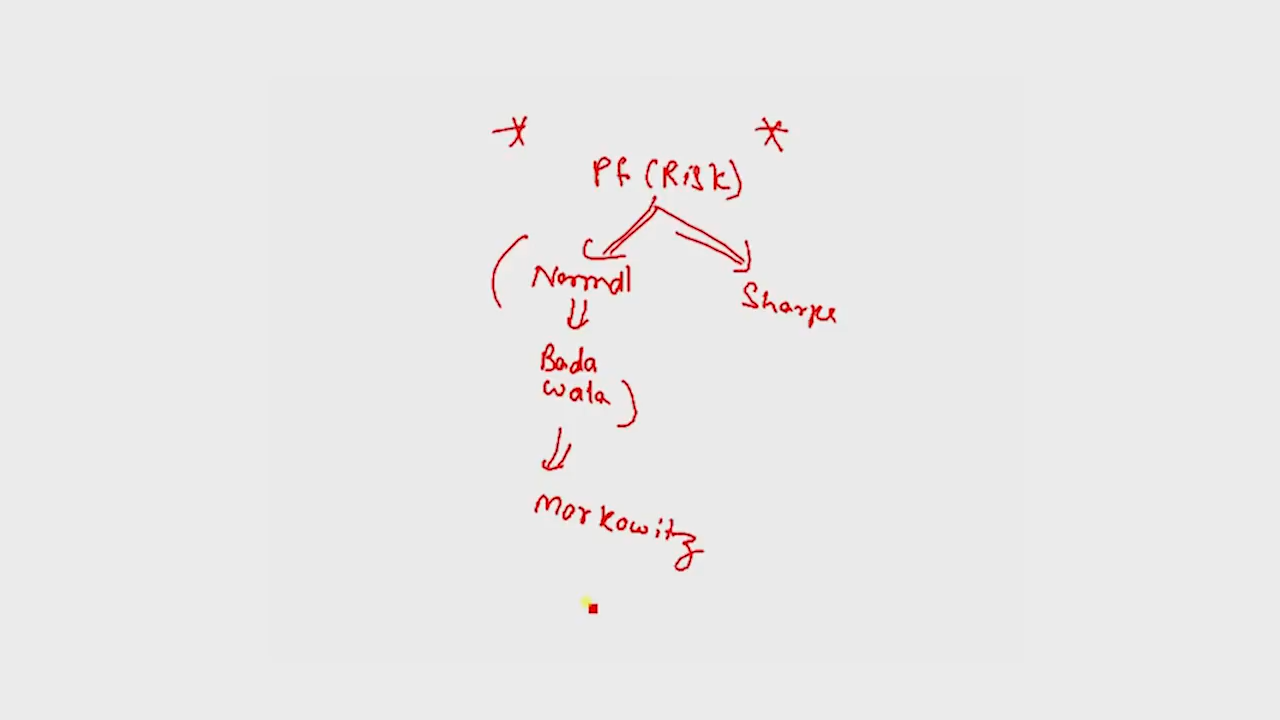 * *
Pf (Risk)
(Normal
Sharpe
Bada
wala)
Markowitz